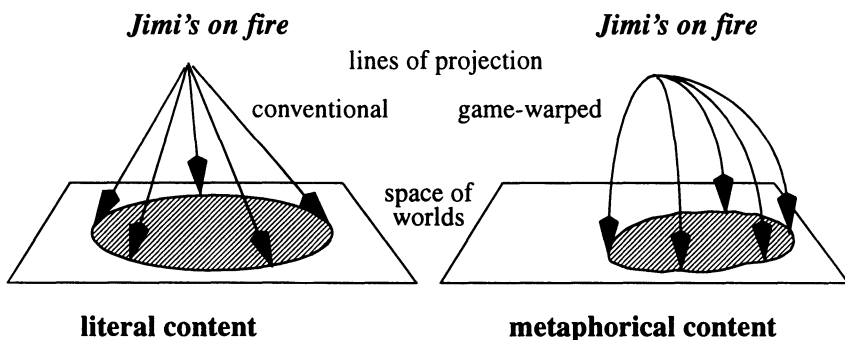 Jimi's on fire
Jimi's on fire
lines of projection
conventional
game-warped
space of
worlds
literal content
metaphorical content